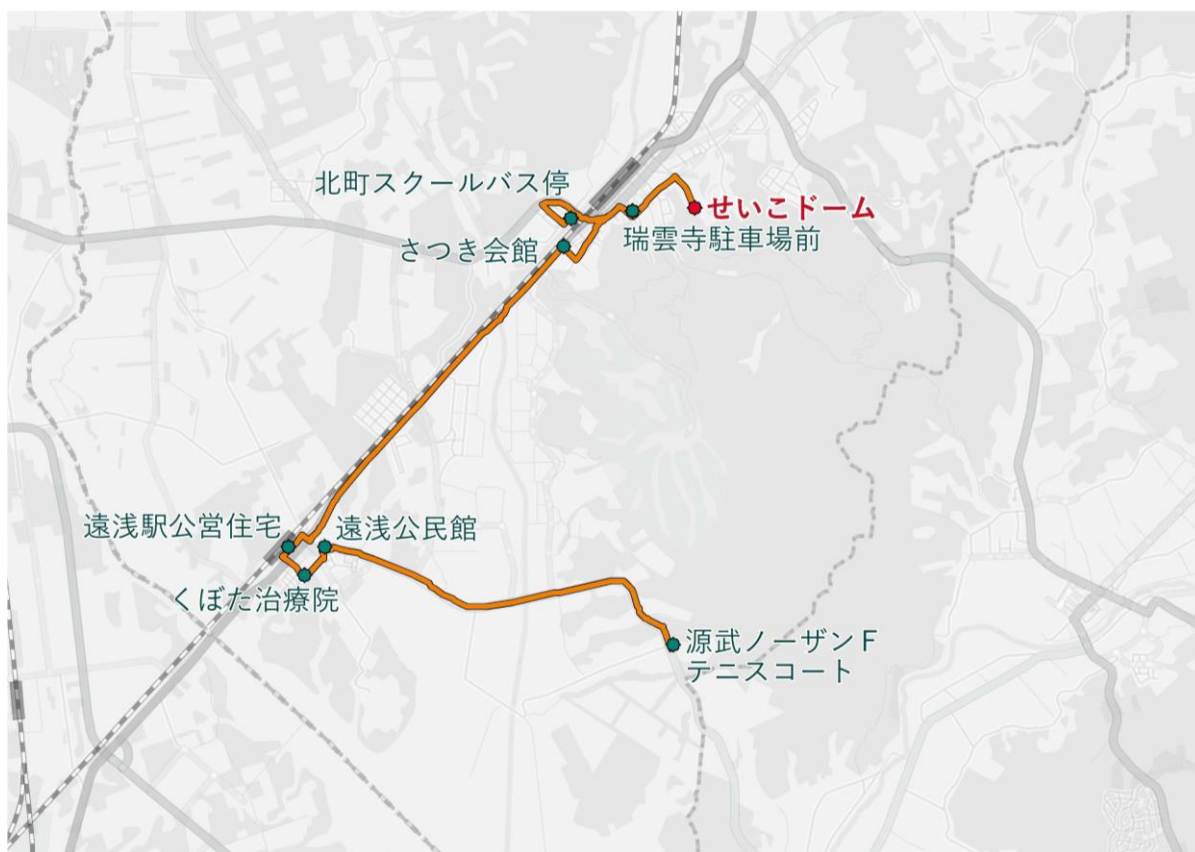 北町スクールバス停
せいこドーム
瑞雲寺駐車場前
さつき会館
遠浅駅公営住宅
遠浅公民館
くぼた治療院
源武ノーザンF
テニスコート